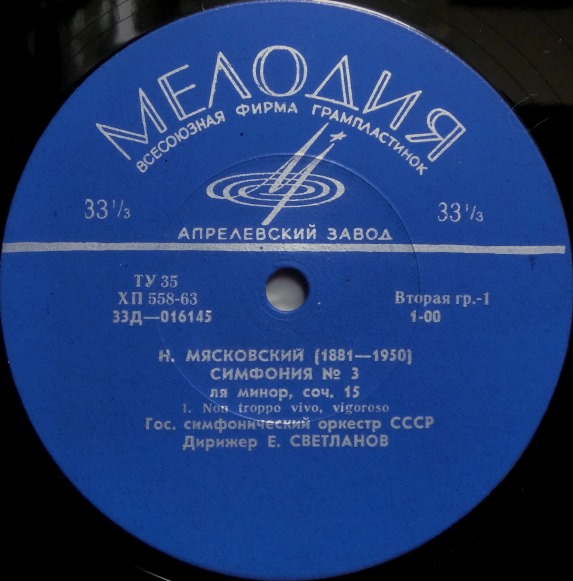 МЕЛОДИЯ
ВСЕСОЮЗНАЯ ФИРМА ГРАМПЛАСТИНОК
33 1/3
33 1/3
АПРЕЛЕВСКИЙ ЗАВОД
ТУ 35
ХП 558-63
Вторая гр.-1
33Д—016145
1-00
Н. МЯСКОВСКИЙ (1881—1950)
СИМФОНИЯ № 3
ля минор, соч. 15
1. Non troppo vivo, vigoroso
Гос. симфонический оркестр СССР
Дирижер Е. СВЕТЛАНОВ